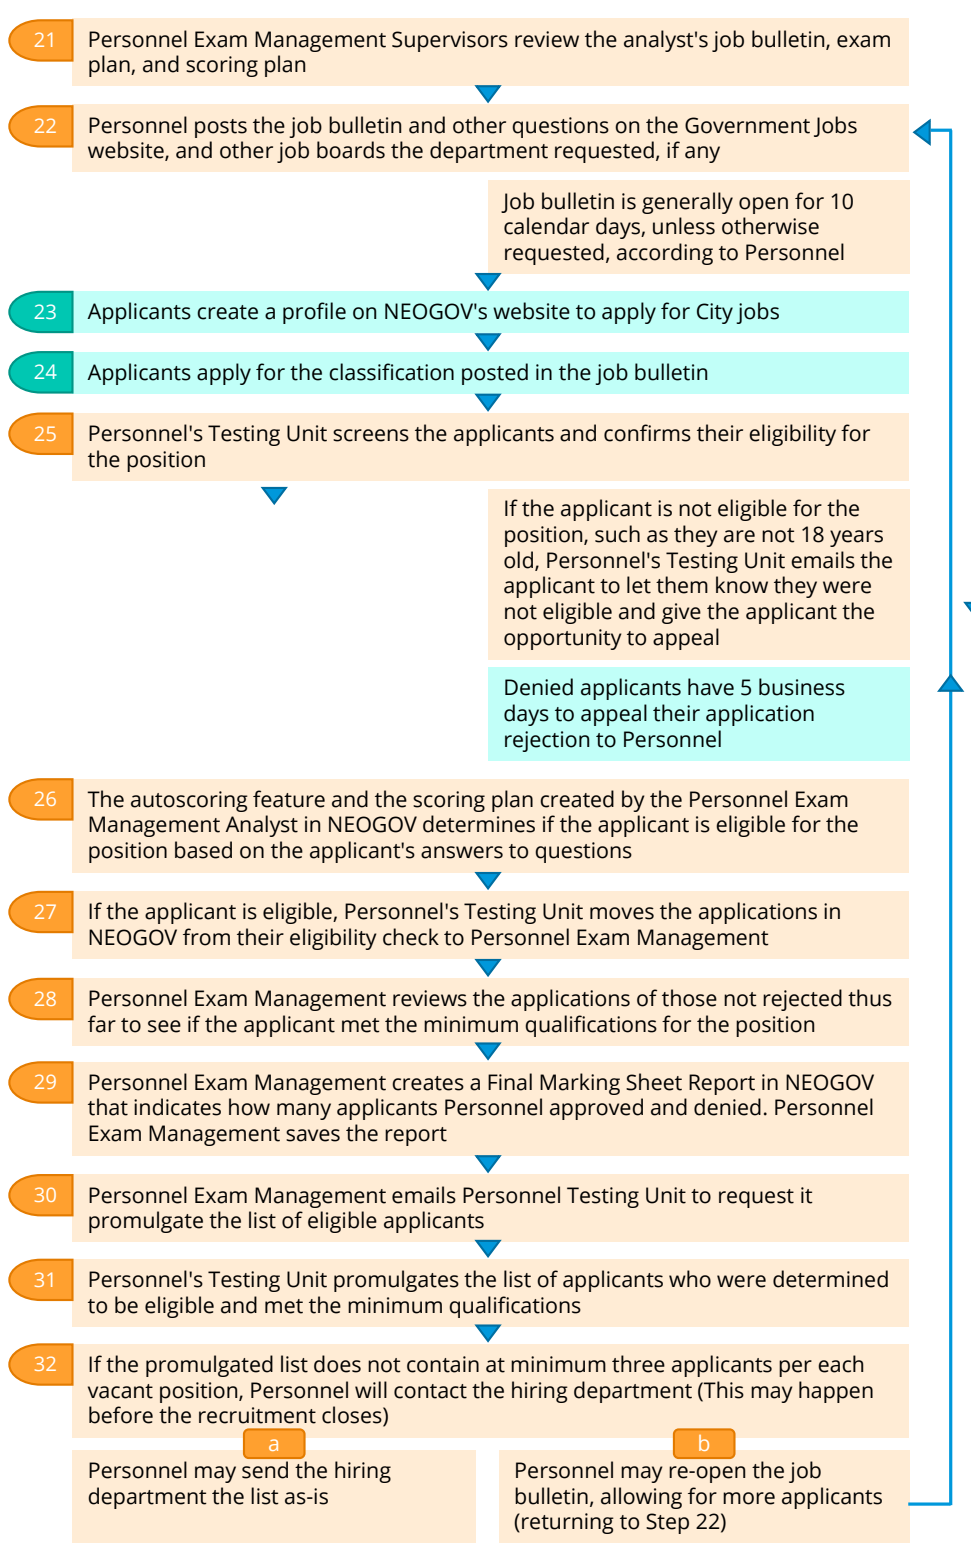 21
Personnel Exam Management Supervisors review the analyst's job bulletin, exam
plan, and scoring plan
22
Personnel posts the job bulletin and other questions on the Government Jobs
website, and other job boards the department requested, if any
Job bulletin is generally open for 10
calendar days, unless otherwise
requested, according to Personnel
23
Applicants create a profile on NEOGOV's website to apply for City jobs
24
Applicants apply for the classification posted in the job bulletin
25
Personnel's Testing Unit screens the applicants and confirms their eligibility for
the position
If the applicant is not eligible for the
position, such as they are not 18 years
old, Personnel's Testing Unit emails the
applicant to let them know they were
not eligible and give the applicant the
opportunity to appeal
Denied applicants have 5 business
days to appeal their application
rejection to Personnel
26
The autoscoring feature and the scoring plan created by the Personnel Exam
Management Analyst in NEOGOV determines if the applicant is eligible for the
position based on the applicant's answers to questions
27
If the applicant is eligible, Personnel's Testing Unit moves the applications in
NEOGOV from their eligibility check to Personnel Exam Management
28
Personnel Exam Management reviews the applications of those not rejected thus
far to see if the applicant met the minimum qualifications for the position
29
Personnel Exam Management creates a Final Marking Sheet Report in NEOGOV
that indicates how many applicants Personnel approved and denied. Personnel
Exam Management saves the report
30
Personnel Exam Management emails Personnel Testing Unit to request it
promulgate the list of eligible applicants
31
Personnel's Testing Unit promulgates the list of applicants who were determined
to be eligible and met the minimum qualifications
32
If the promulgated list does not contain at minimum three applicants per each
vacant position, Personnel will contact the hiring department (This may happen
before the recruitment closes)
a
Personnel may send the hiring
department the list as-is
b
Personnel may re-open the job
bulletin, allowing for more applicants
(returning to Step 22)